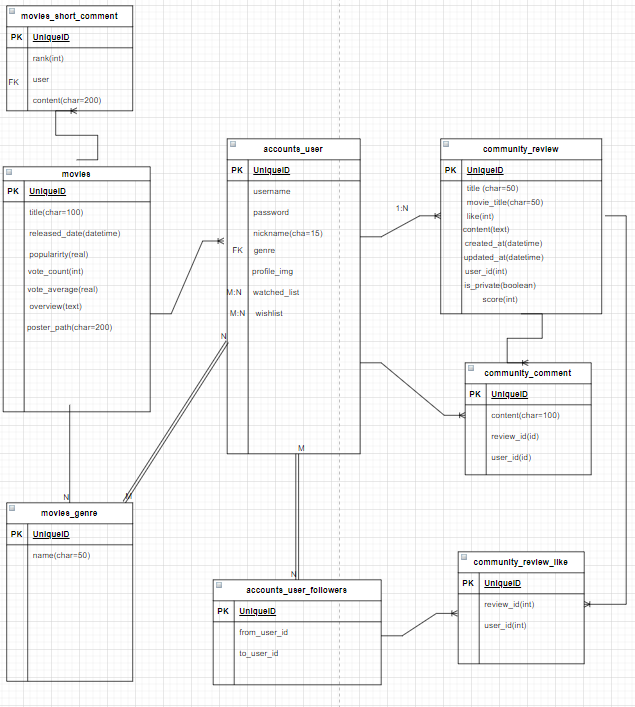 movies_short_comment
PK UniqueID
rank(int)
FK user
content(char=200)
movies
PK UniqueID
title(char=100)
released_date(datetime)
popularirty(real)
vote_count(int)
vote_average(real)
overview(text)
poster_path(char=200)
N
movies_genre
PK UniqueID
name(char=50)
accounts_user
PK UniqueID
username
password
nickname(cha=15)
FK genre
profile_img
M:N watched_list
M:N wishlist
N
M
M
N
accounts_user_followers
PK UniqueID
from_user_id
to_user_id
1:N
community_review
PK UniqueID
title (char=50)
movie_title(char=50)
like(int)
content(text)
created_at(datetime)
updated_at(datetime)
user_id(int)
is_private(boolean)
score(int)
community_comment
PK UniqueID
content(char=100)
review_id(id)
user_id(id)
community_review_like
PK UniqueID
review_id(int)
user_id(int)